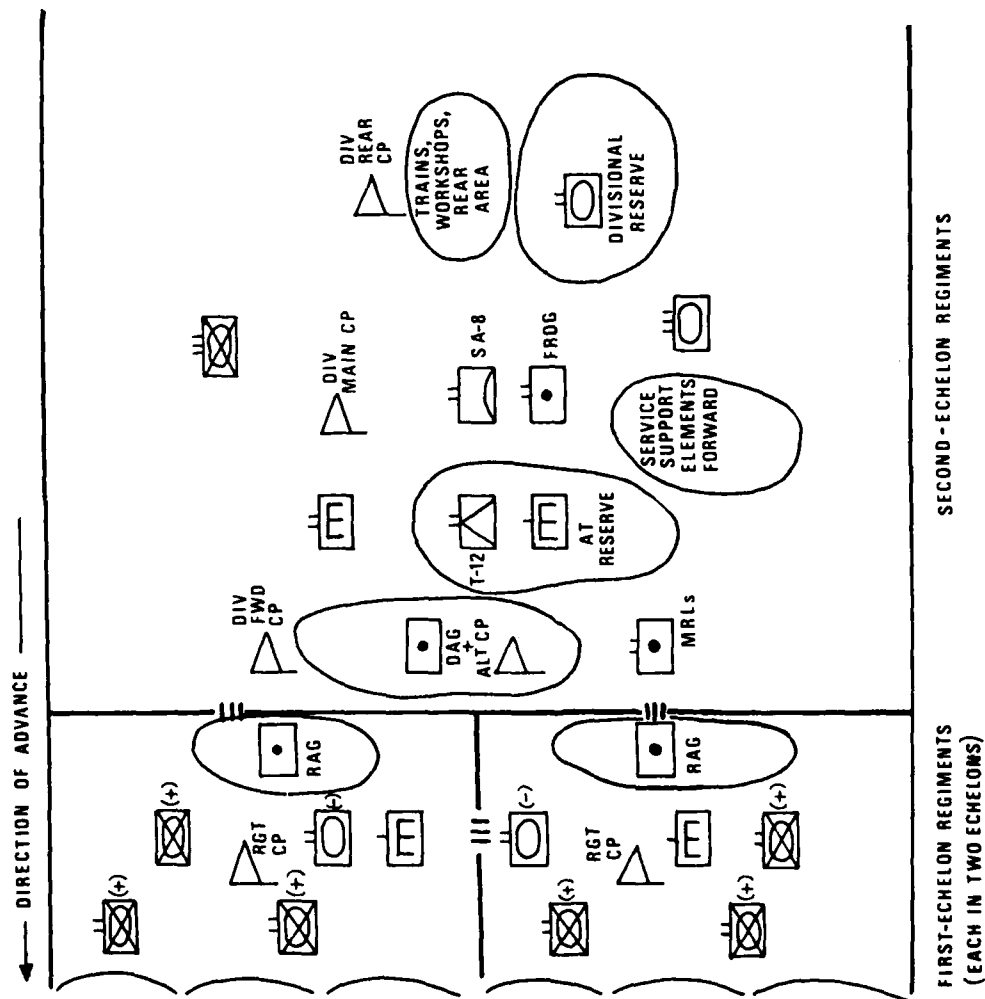 DIRECTION OF ADVANCE
DIV
REAR
CP
TRAINS,
WORKSHOPS,
REAR
AREA
DIVISIONAL
RESERVE
DIV
MAIN CP
SA-8
FROG
SERVICE
SUPPORT
ELEMENTS
FORWARD
T-12
AT
RESERVE
DIV
FWD
CP
DAG
+
ALT CP
MRLs
RAG
RAG
(+)
(-)
RGT
CP
(+)
(+)
(-)
RGT
CP
(+)
(+)
(+)
SECOND-ECHELON REGIMENTS
FIRST-ECHELON REGIMENTS
(EACH IN TWO ECHELONS)